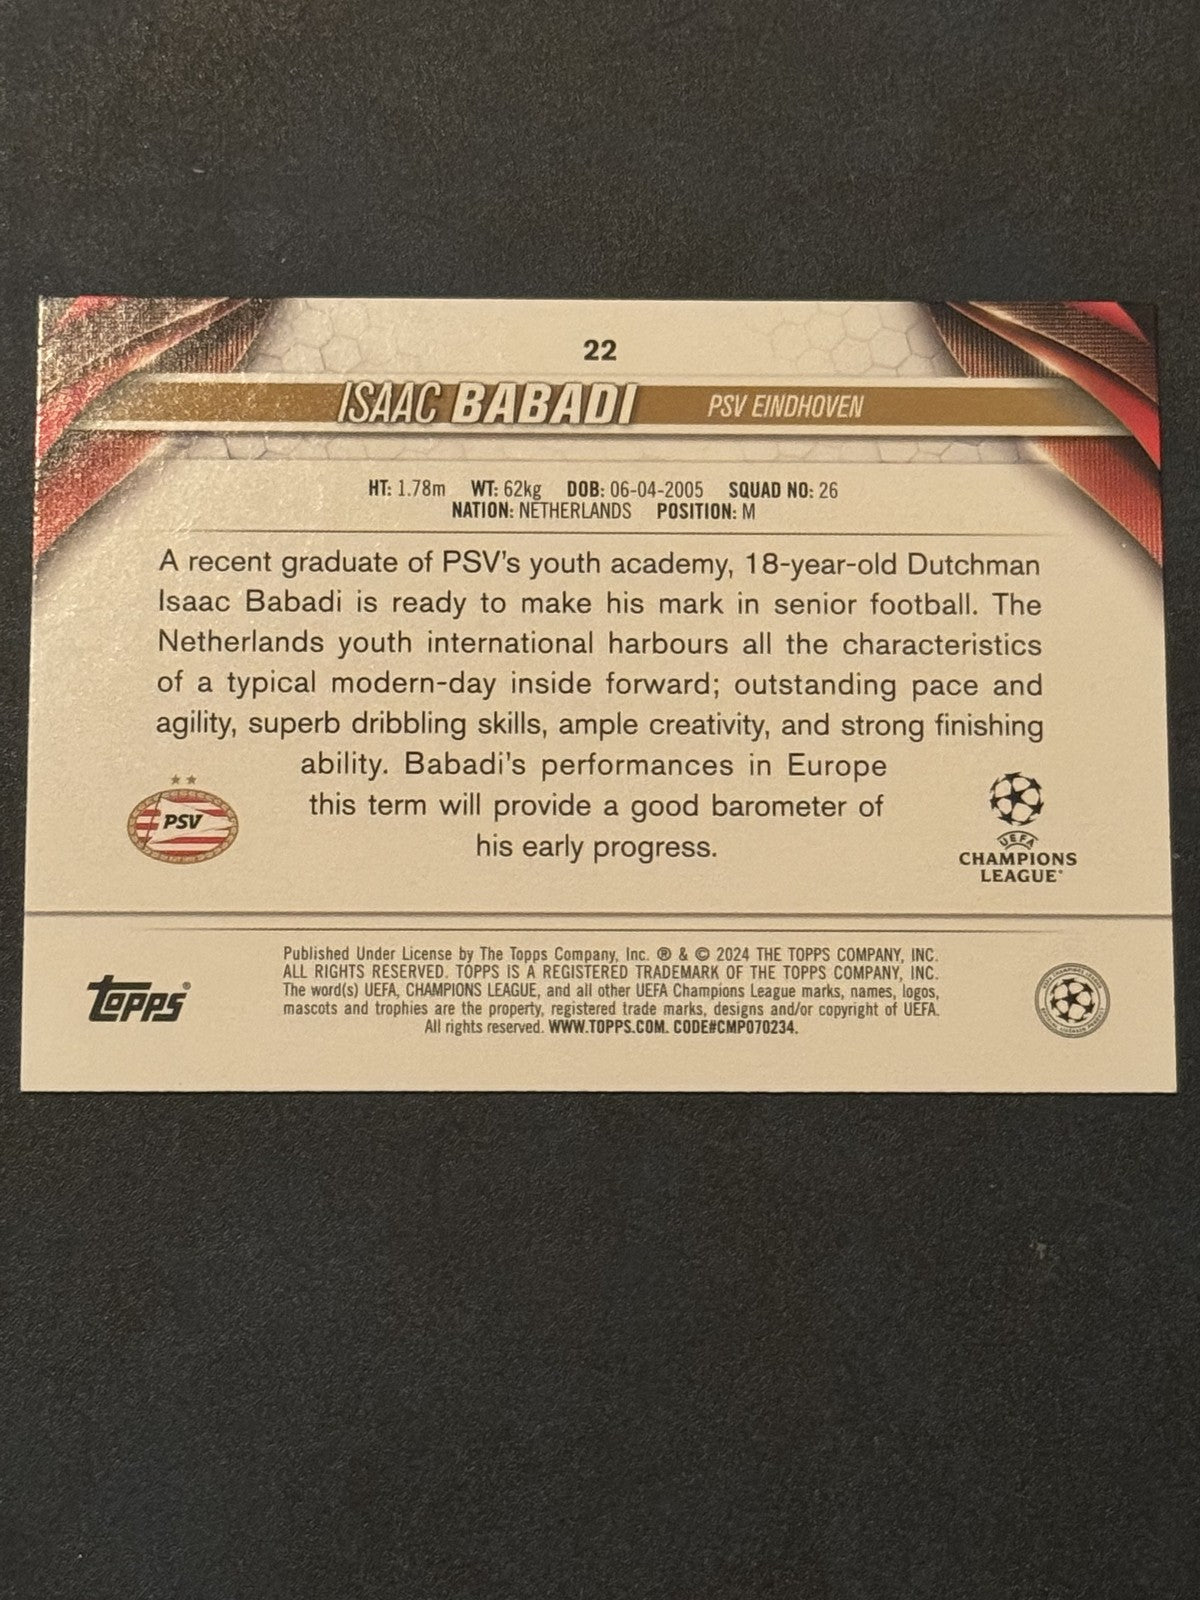 22
ISAAC BABADI PSV EINDHOVEN
HT: 1.78m WT: 62kg DOB: 06-04-2005 SQUAD NO: 26
NATION: NETHERLANDS POSITION: M
A recent graduate of PSV's youth academy, 18-year-old Dutchman
Isaac Babadi is ready to make his mark in senior football. The
Netherlands youth international harbours all the characteristics
of a typical modern-day inside forward; outstanding pace and
agility, superb dribbling skills, ample creativity, and strong finishing
ability. Babadi's performances in Europe
this term will provide a good barometer of
his early progress.
PSV
UEFA
CHAMPIONS
LEAGUE®
topps®
Published Under License by The Topps Company, Inc. ® & © 2024 THE TOPPS COMPANY, INC.
ALL RIGHTS RESERVED. TOPPS IS A REGISTERED TRADEMARK OF THE TOPPS COMPANY, INC.
The word(s) UEFA, CHAMPIONS LEAGUE, and all other UEFA Champions League marks, names, logos,
mascots and trophies are the property, registered trade marks, designs and/or copyright of UEFA.
All rights reserved. WWW.TOPPS.COM. CODE#CMP070234.